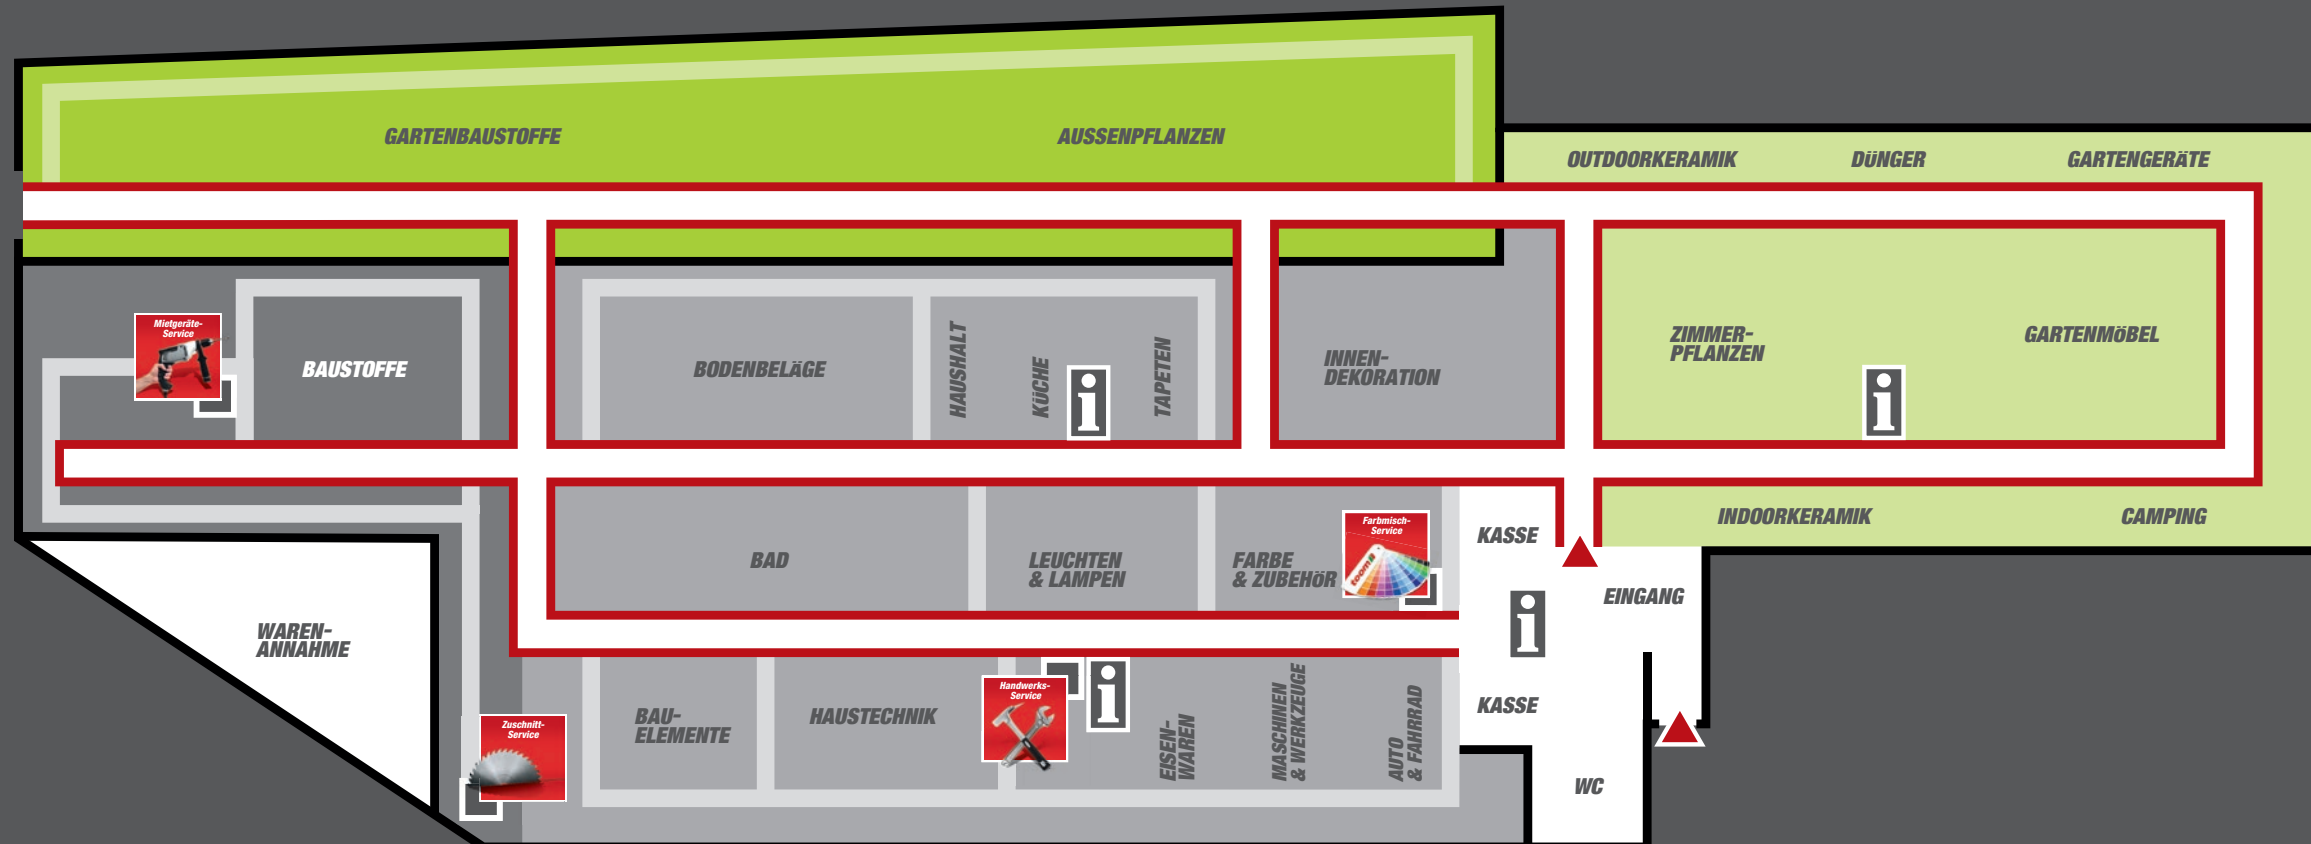 GARTENBAUSTOFFE
AUSSENPFLANZEN
OUTDOORKERAMIK
DÜNGER
GARTENGERÄTE
Mietgeräte-
Service
BAUSTOFFE
BODENBELÄGE
HAUSHALT
KÜCHE
i
TAPETEN
INNEN-
DEKORATION
ZIMMER-
PFLANZEN
i
GARTENMÖBEL
BAD
LEUCHTEN
& LAMPEN
FARBE
& ZUBEHÖR
Farbmisch-
Service
toom
KASSE
INDOORKERAMIK
CAMPING
EINGANG
i
WAREN-
ANNAHME
Zuschnitt-
Service
BAU-
ELEMENTE
HAUSTECHNIK
Handwerks-
Service
i
EISEN-
WAREN
MASCHINEN
& WERKZEUGE
AUTO
& FAHRRAD
KASSE
WC